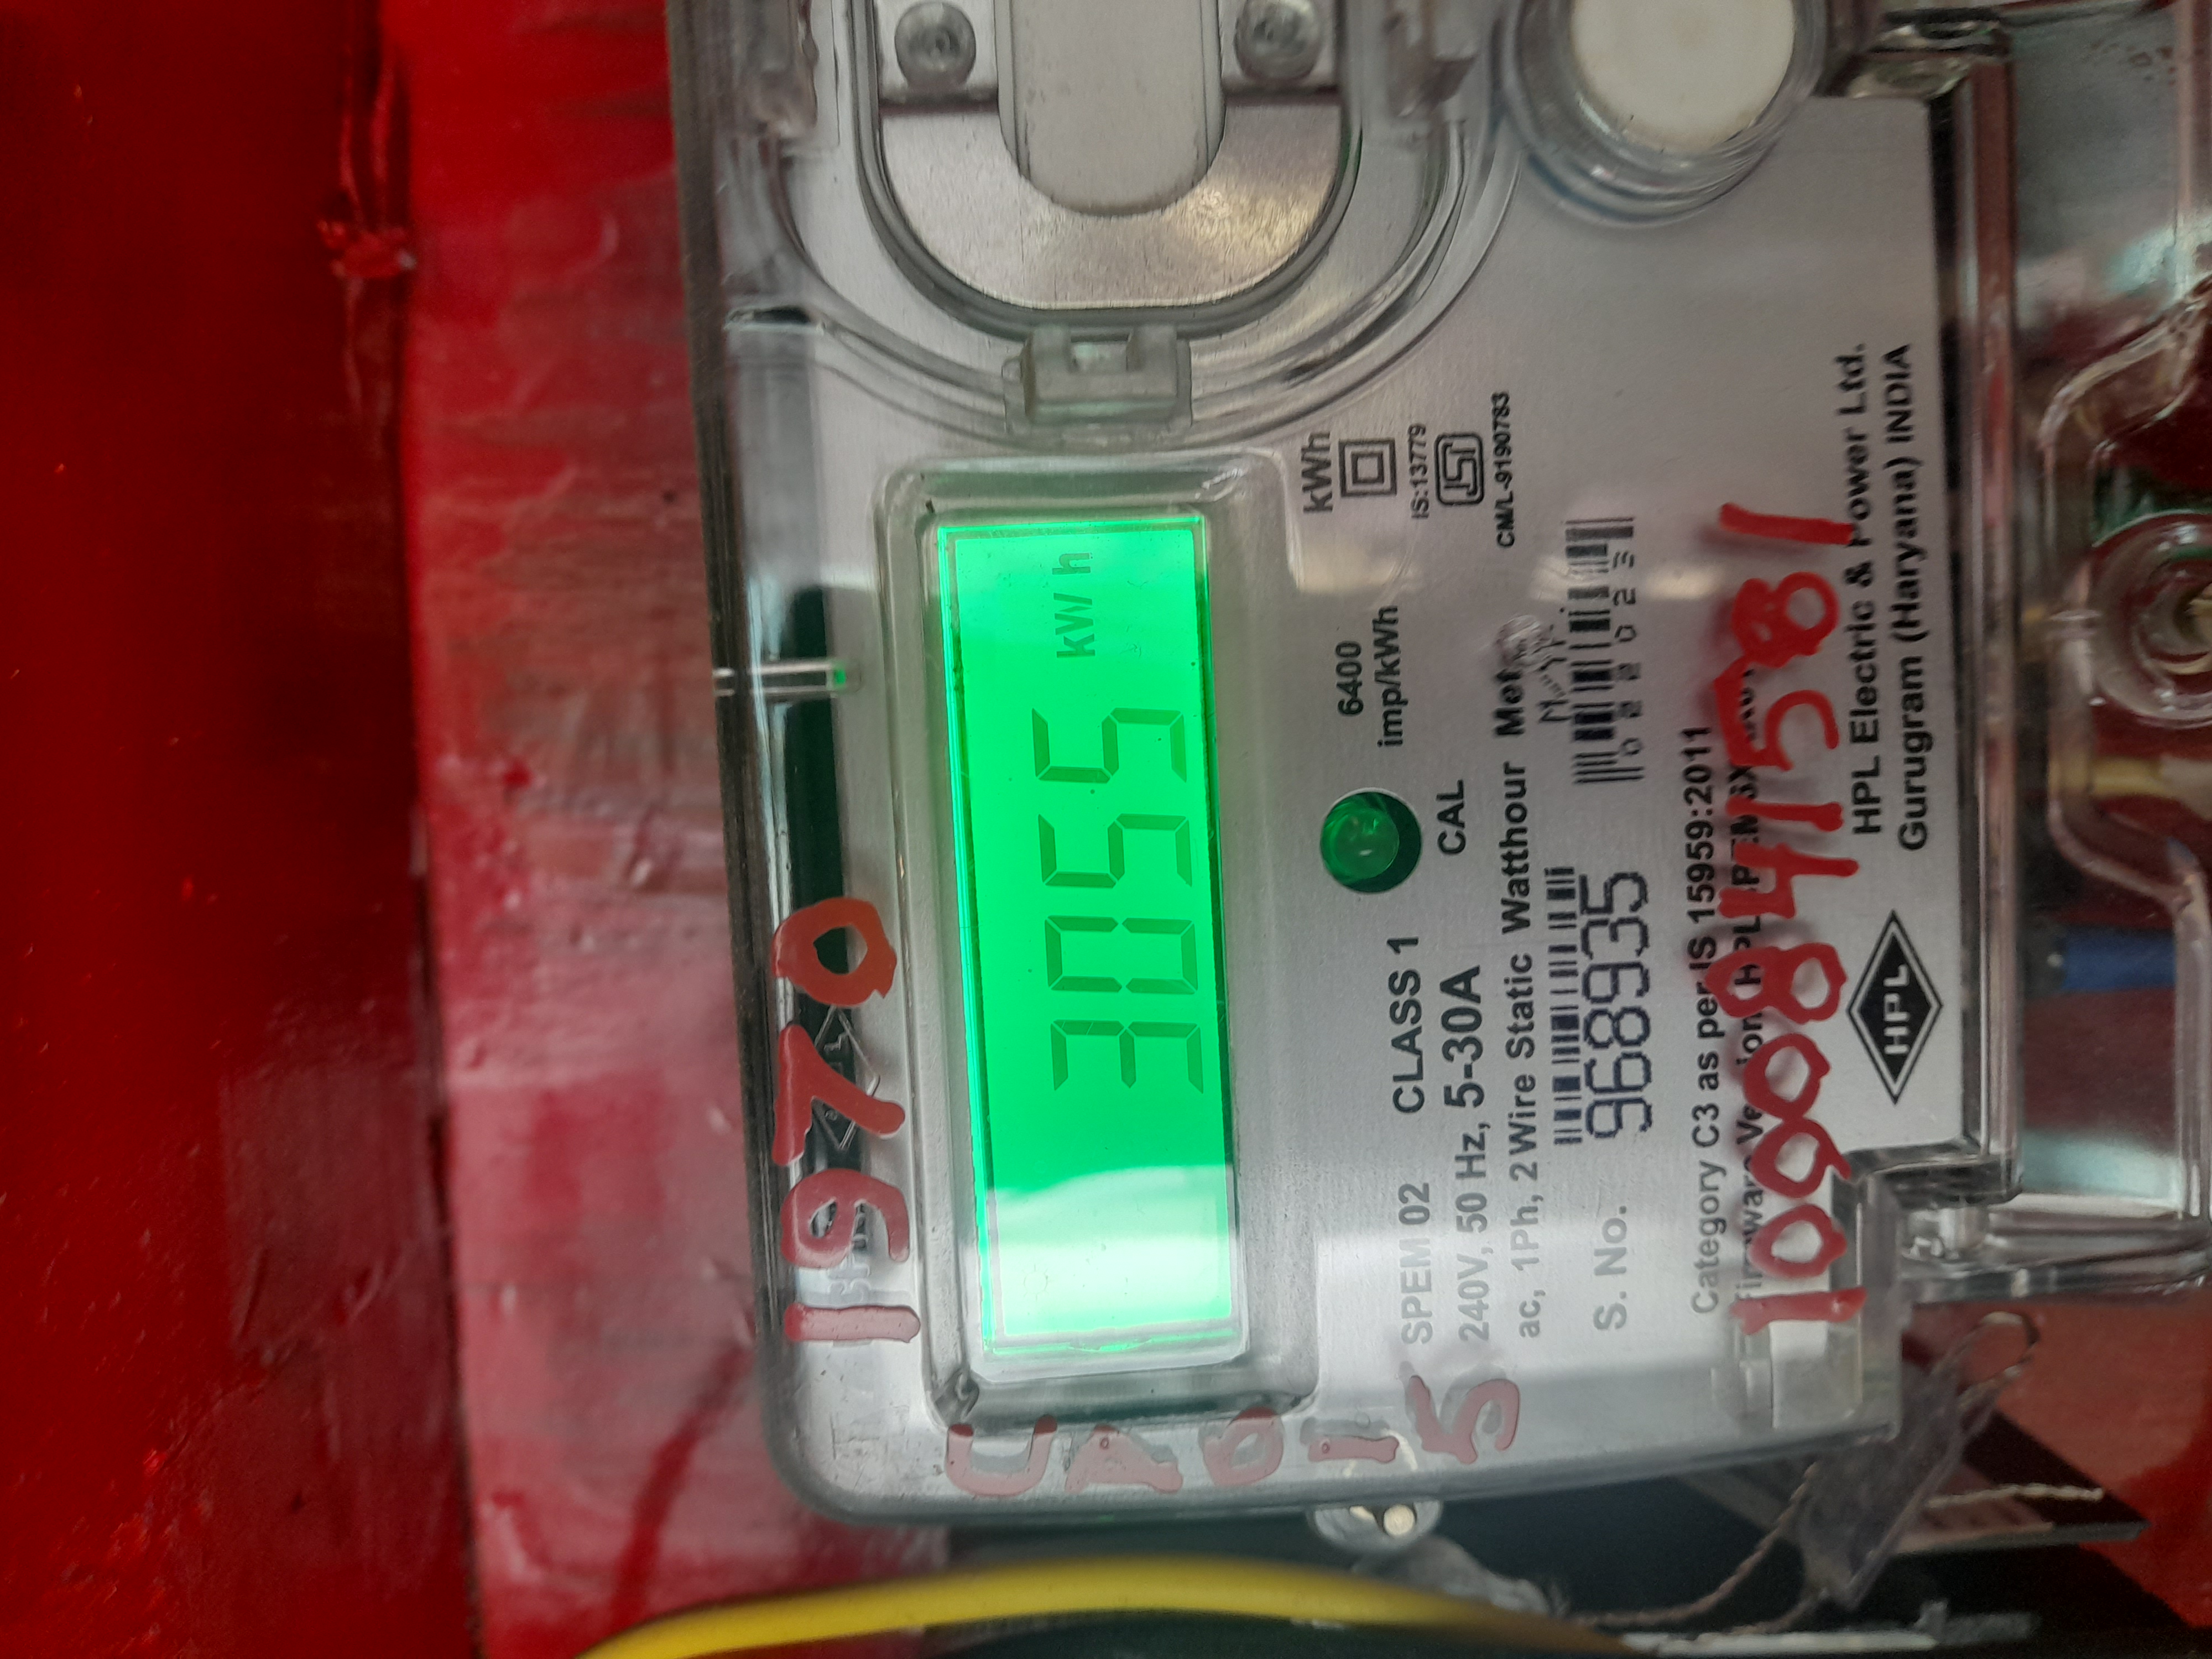 1970
3055 kWh
CAB15
kWh
IS:13779
CM/L-9190783
6400
imp/kWh
CAL
SPEM 02 CLASS 1
240V, 50 Hz, 5-30A
ac, 1Ph, 2 Wire Static Watthour
S. No. 968935
Category C3 as per IS 15959:2011
HPL
HPL Electric & Power Ltd.
Gurugram (Haryana) INDIA